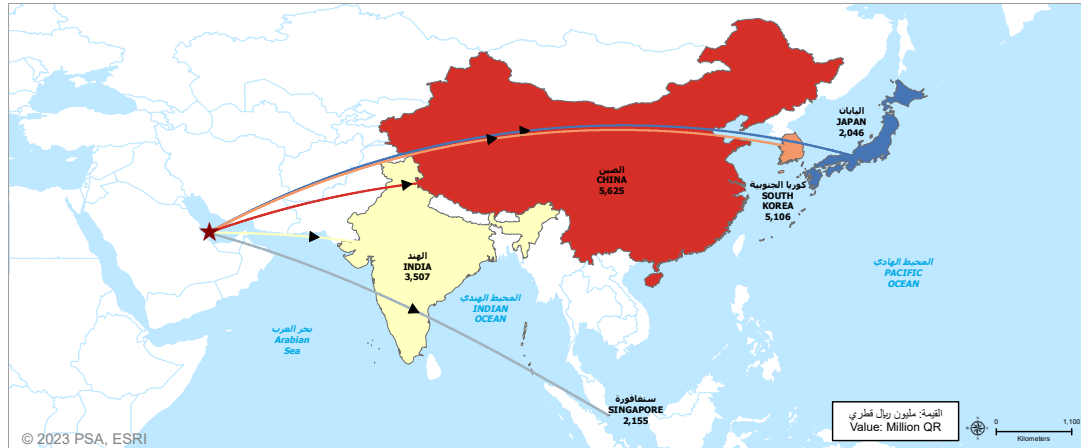 اليابان
JAPAN
2,046
الصين
CHINA
5,625
كوريا الجنوبية
SOUTH
KOREA
5,106
الهند
INDIA
3,507
المحيط الهادي
PACIFIC
OCEAN
المحيط الهندي
INDIAN
OCEAN
بحر العرب
Arabian
Sea
سنغافورة
SINGAPORE
2,155
القيمة: مليون ريال قطري
Value: Million QR
0 1,100
Kilometers
© 2023 PSA, ESRI